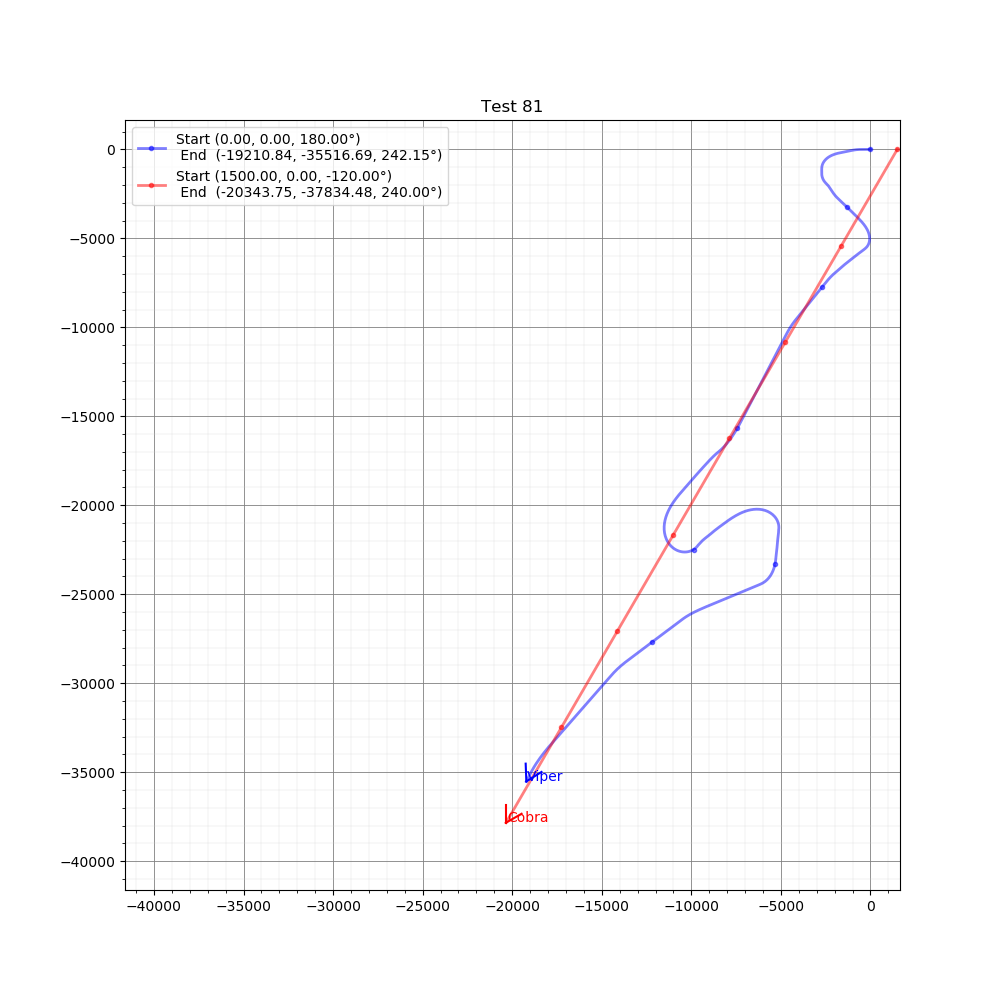 Test 81
Start (0.00, 0.00, 180.00°)
End (-19210.84, -35516.69, 242.15°)
Start (1500.00, 0.00, -120.00°)
End (-20343.75, -37834.48, 240.00°)
0
−5000
−10000
−15000
−20000
−25000
−30000
−35000
−40000
Viper
Cobra
−40000 −35000 −30000 −25000 −20000 −15000 −10000 −5000 0